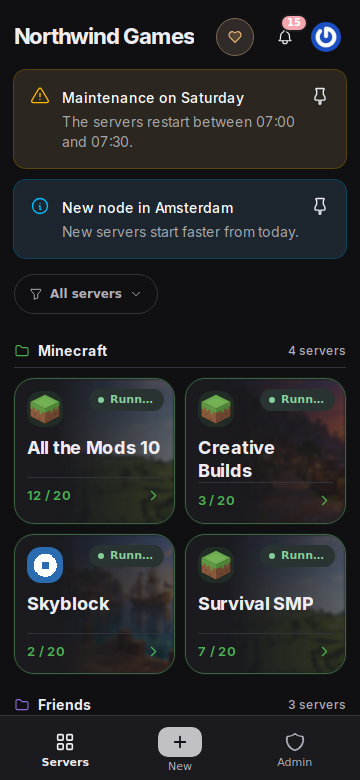 Northwind Games
15
Maintenance on Saturday
The servers restart between 07:00
and 07:30.
New node in Amsterdam
New servers start faster from today.
All servers
Minecraft
4 servers
Runn...
All the Mods 10
12 / 20
Runn...
Creative
Builds
3 / 20
Runn...
Skyblock
2 / 20
Runn...
Survival SMP
7 / 20
Friends
3 servers
Servers
New
Admin